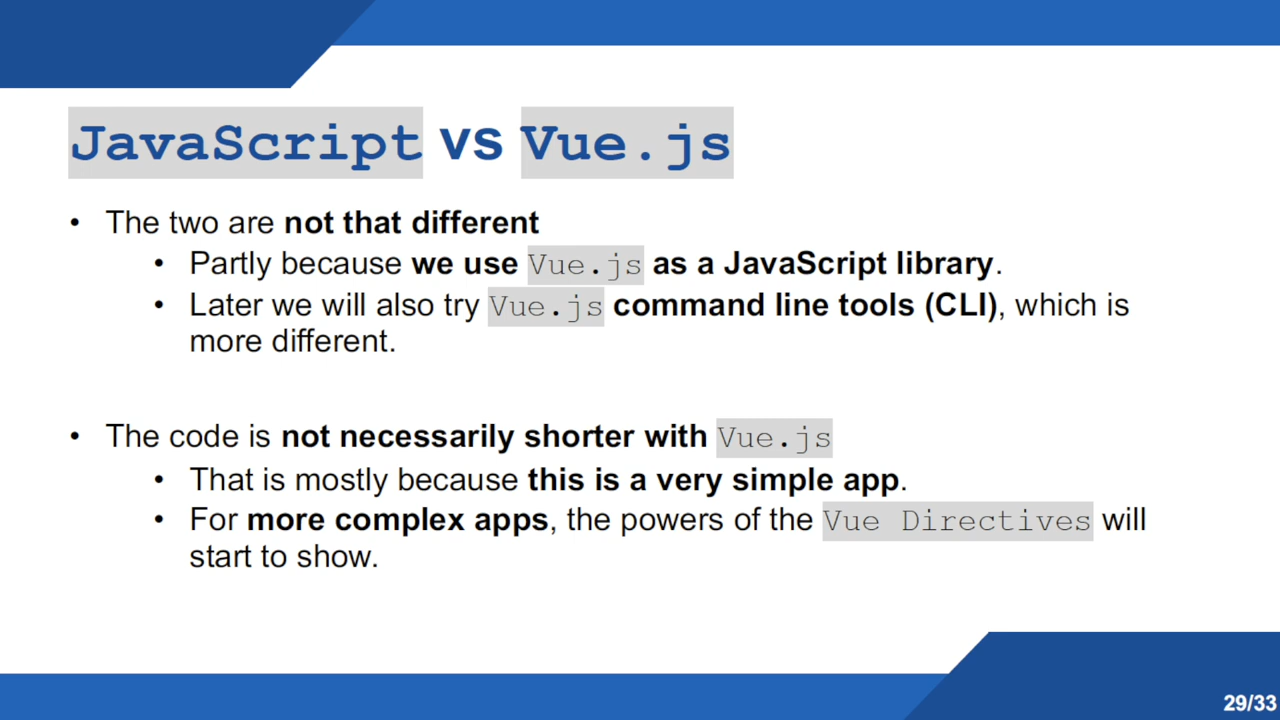 JavaScript vs Vue.js
• The two are not that different
• Partly because we use Vue.js as a JavaScript library.
• Later we will also try Vue.js command line tools (CLI), which is
more different.
• The code is not necessarily shorter with Vue.js
• That is mostly because this is a very simple app.
• For more complex apps, the powers of the Vue Directives will
start to show.
29/33